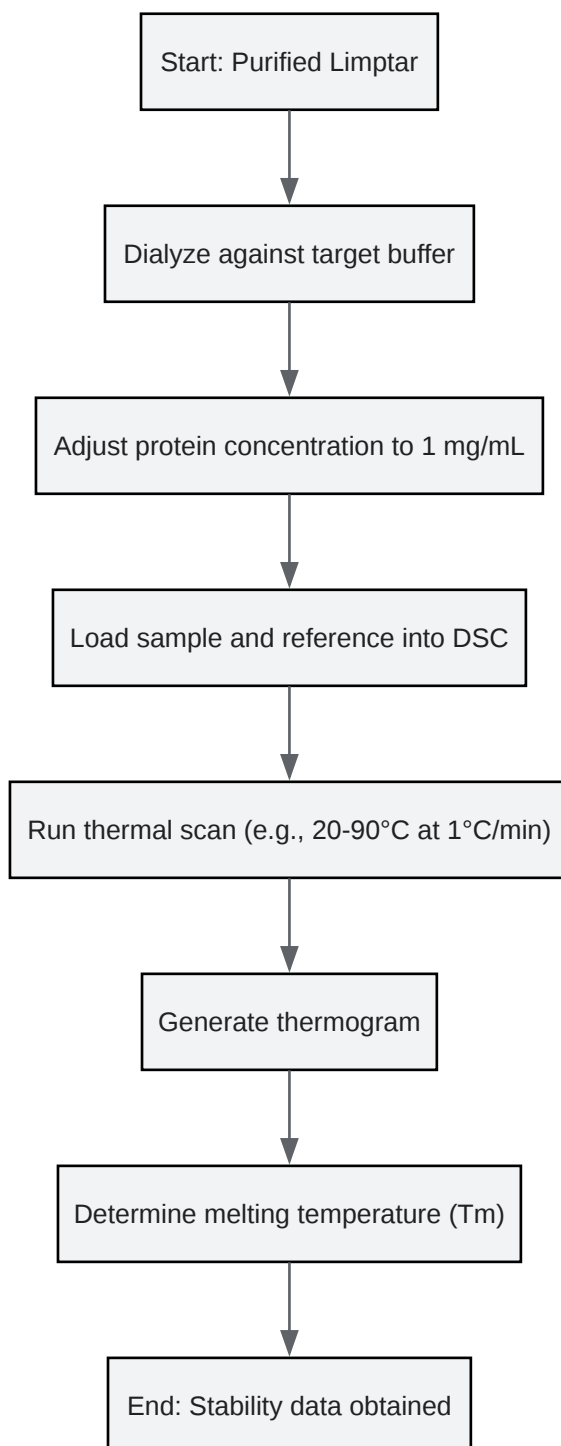 Start: Purified Limptar
Dialyze against target buffer
Adjust protein concentration to 1 mg/mL
Load sample and reference into DSC
Run thermal scan (e.g., 20-90°C at 1°C/min)
Generate thermogram
Determine melting temperature (Tm)
End: Stability data obtained